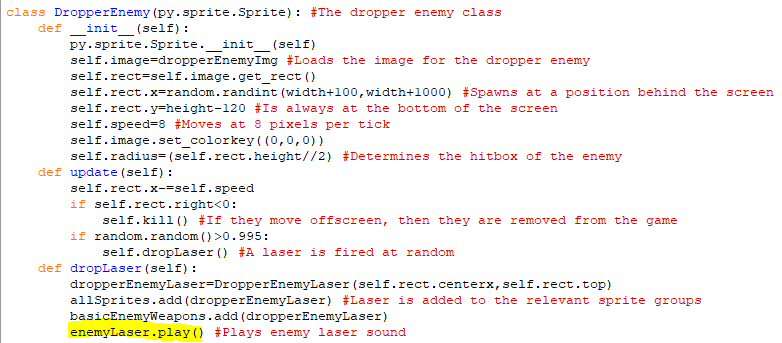 class DropperEnemy(py.sprite.Sprite): #The dropper enemy class
    def __init__(self):
        py.sprite.Sprite.__init__(self)
        self.image=dropperEnemyImg #Loads the image for the dropper enemy
        self.rect=self.image.get_rect()
        self.rect.x=random.randint(width+100,width+1000) #Spawns at a position behind the screen
        self.rect.y=height-120 #Is always at the bottom of the screen
        self.speed=8 #Moves at 8 pixels per tick
        self.image.set_colorkey((0,0,0))
        self.radius=(self.rect.height//2) #Determines the hitbox of the enemy
    def update(self):
        self.rect.x-=self.speed
        if self.rect.right<0:
            self.kill() #If they move offscreen, then they are removed from the game
        if random.random()>0.995:
            self.dropLaser() #A laser is fired at random
    def dropLaser(self):
        dropperEnemyLaser=DropperEnemyLaser(self.rect.centerx,self.rect.top)
        allSprites.add(dropperEnemyLaser) #Laser is added to the relevant sprite groups
        basicEnemyWeapons.add(dropperEnemyLaser)
        enemyLaser.play() #Plays enemy laser sound